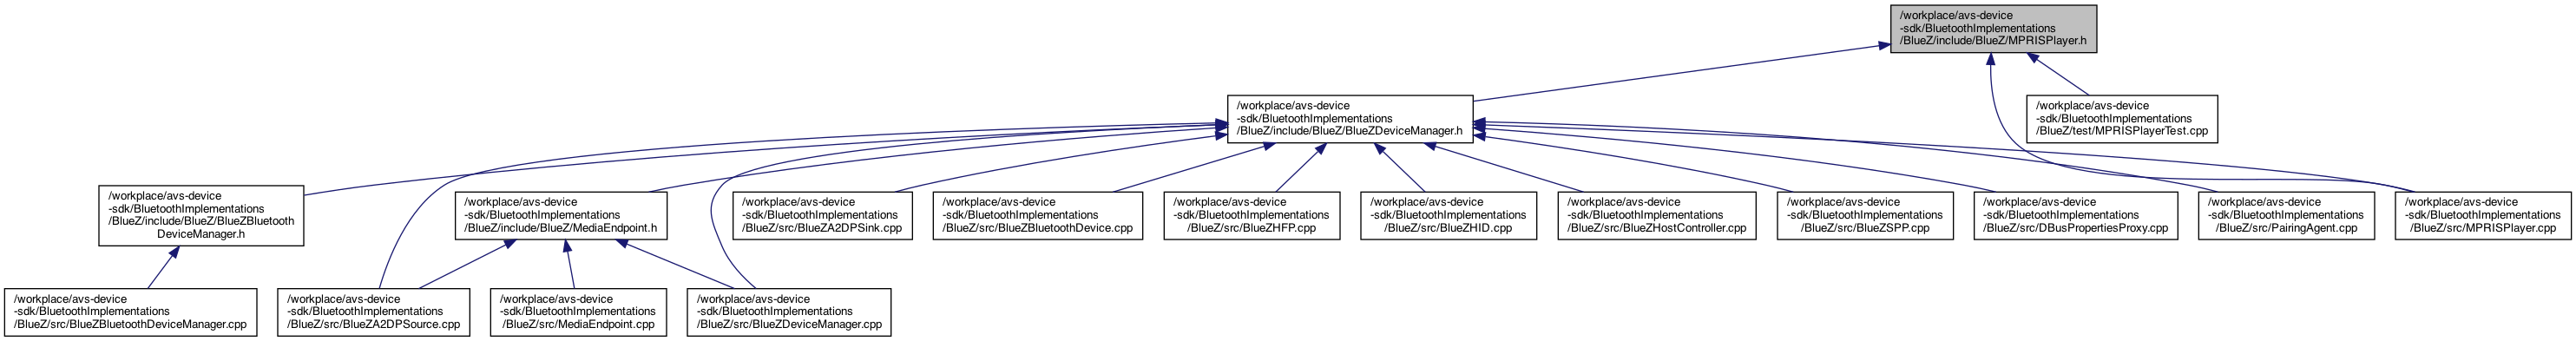 /workplace/avs-device
-sdk/BluetoothImplementations
/BlueZ/include/BlueZ/MPRISPlayer.h
/workplace/avs-device
-sdk/BluetoothImplementations
/BlueZ/include/BlueZ/BlueZDeviceManager.h
/workplace/avs-device
-sdk/BluetoothImplementations
/BlueZ/test/MPRISPlayerTest.cpp
/workplace/avs-device
-sdk/BluetoothImplementations
/BlueZ/include/BlueZ/BlueZBluetooth
DeviceManager.h
/workplace/avs-device
-sdk/BluetoothImplementations
/BlueZ/include/BlueZ/MediaEndpoint.h
/workplace/avs-device
-sdk/BluetoothImplementations
/BlueZ/src/BlueZA2DPSink.cpp
/workplace/avs-device
-sdk/BluetoothImplementations
/BlueZ/src/BlueZBluetoothDevice.cpp
/workplace/avs-device
-sdk/BluetoothImplementations
/BlueZ/src/BlueZHFP.cpp
/workplace/avs-device
-sdk/BluetoothImplementations
/BlueZ/src/BlueZHID.cpp
/workplace/avs-device
-sdk/BluetoothImplementations
/BlueZ/src/BlueZHostController.cpp
/workplace/avs-device
-sdk/BluetoothImplementations
/BlueZ/src/BlueZSPP.cpp
/workplace/avs-device
-sdk/BluetoothImplementations
/BlueZ/src/DBusPropertiesProxy.cpp
/workplace/avs-device
-sdk/BluetoothImplementations
/BlueZ/src/PairingAgent.cpp
/workplace/avs-device
-sdk/BluetoothImplementations
/BlueZ/src/MPRISPlayer.cpp
/workplace/avs-device
-sdk/BluetoothImplementations
/BlueZ/src/BlueZBluetoothDeviceManager.cpp
/workplace/avs-device
-sdk/BluetoothImplementations
/BlueZ/src/BlueZA2DPSource.cpp
/workplace/avs-device
-sdk/BluetoothImplementations
/BlueZ/src/MediaEndpoint.cpp
/workplace/avs-device
-sdk/BluetoothImplementations
/BlueZ/src/BlueZDeviceManager.cpp